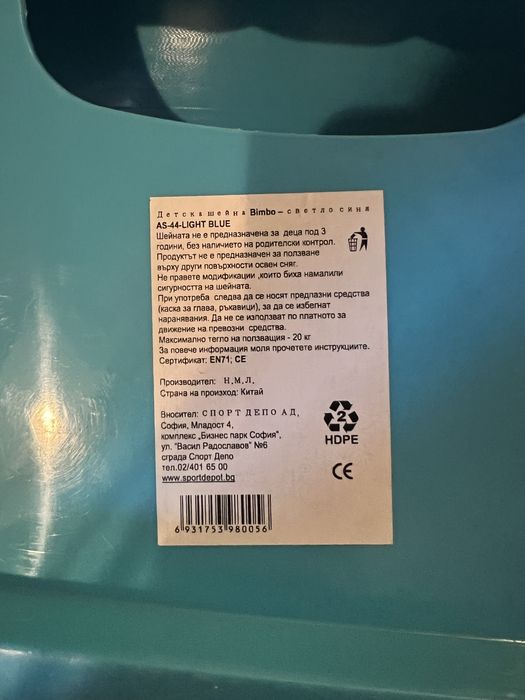 Детска шейна Bimbo – светло синя
AS-44-LIGHT BLUE
Шейната не е предназначена за деца под 3
години, без наличието на родителски контрол.
Продуктът не е предназначен за ползване
върху други повърхности освен сняг.
Не правете модификации ,които биха намалили
сигурността на шейната.
При употреба следва да се носят предпазни средства
(каска за глава, ръкавици), за да се избегнат
наранявания. Да не се използват по платното за
движение на превозни средства.
Максимално тегло на ползващия - 20 кг
За повече информация моля прочетете инструкциите.
Сертификат: EN71; CE
Производител: Н,М,Л,
Страна на произход: Китай
Вносител: СПОРТ ДЕПО АД,
София, Младост 4,
комплекс „Бизнес парк София",
ул. "Васил Радославов" №6
сграда Спорт Депо
тел.02/401 65 00
www.sportdepot.bg
2
HDPE
CE
6 931753 980056